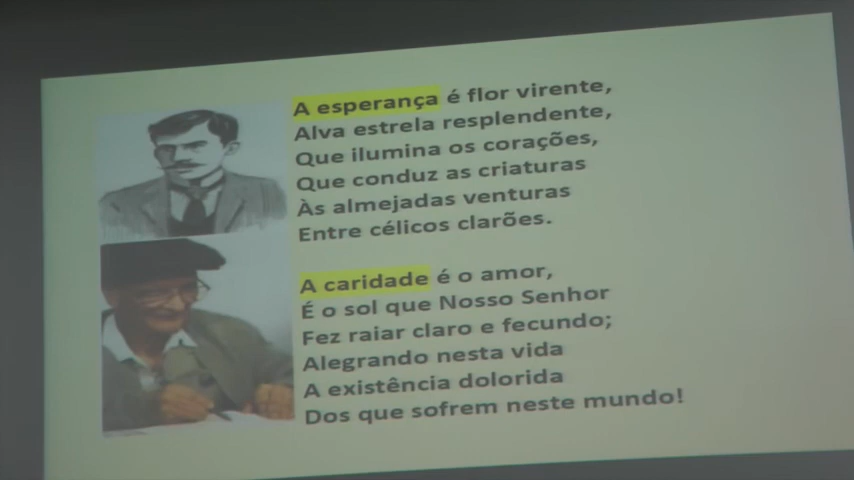 A esperança é flor virente,
Alva estrela resplendente,
Que ilumina os corações,
Que conduz as criaturas
Às almejadas venturas
Entre célicos clarões.
A caridade é o amor,
É o sol que Nosso Senhor
Fez raiar claro e fecundo;
Alegrando nesta vida
A existência dolorida
Dos que sofrem neste mundo!